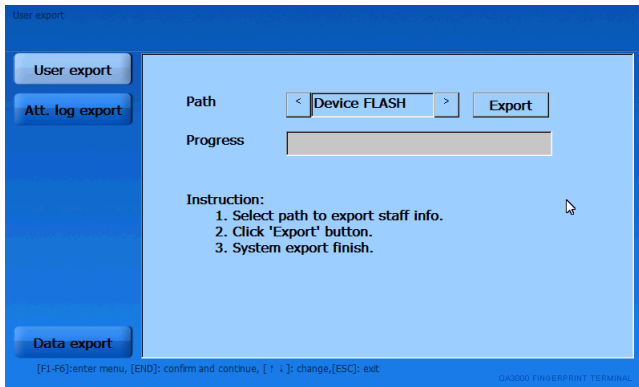 User export
User export
Att. log export
Path
< Device FLASH >
Export
Progress
Instruction:
1. Select path to export staff info.
2. Click 'Export' button.
3. System export finish.
Data export
[F1-F6]:enter menu, [END]: confirm and continue, [ ↑ ↓ ]: change,[ESC]: exit
OA3000 FINGERPRINT TERMINAL